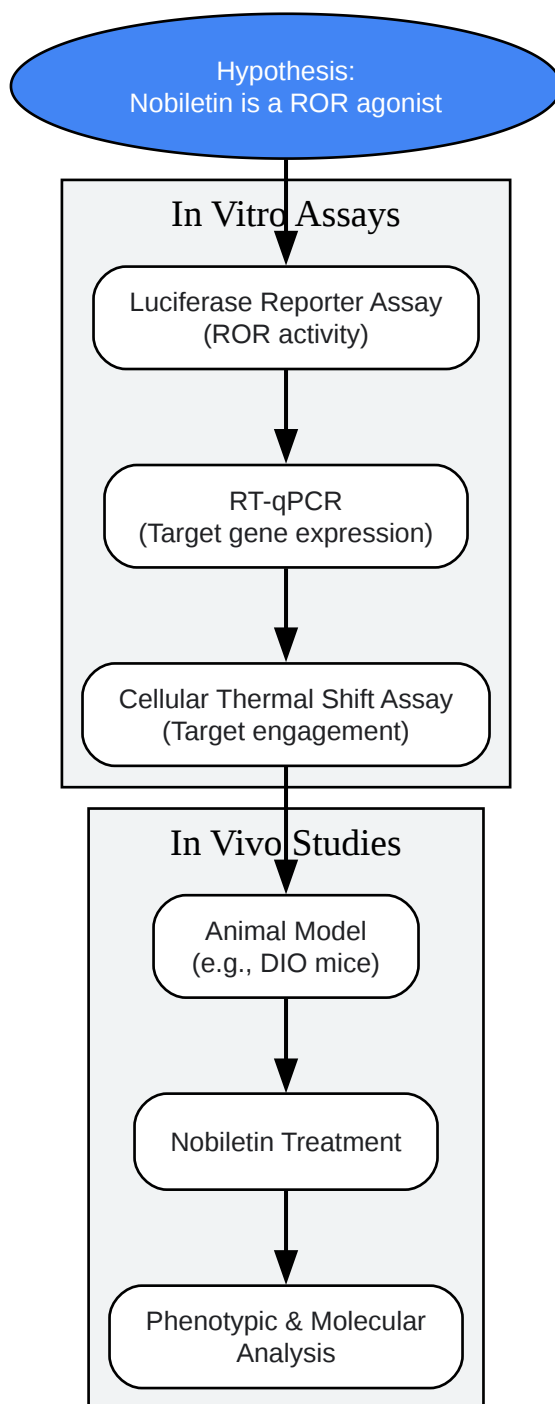 Hypothesis:
Nobiletin is a ROR agonist
In Vitro Assays
Luciferase Reporter Assay
(ROR activity)
RT-qPCR
(Target gene expression)
Cellular Thermal Shift Assay
(Target engagement)
In Vivo Studies
Animal Model
(e.g., DIO mice)
Nobiletin Treatment
Phenotypic & Molecular
Analysis